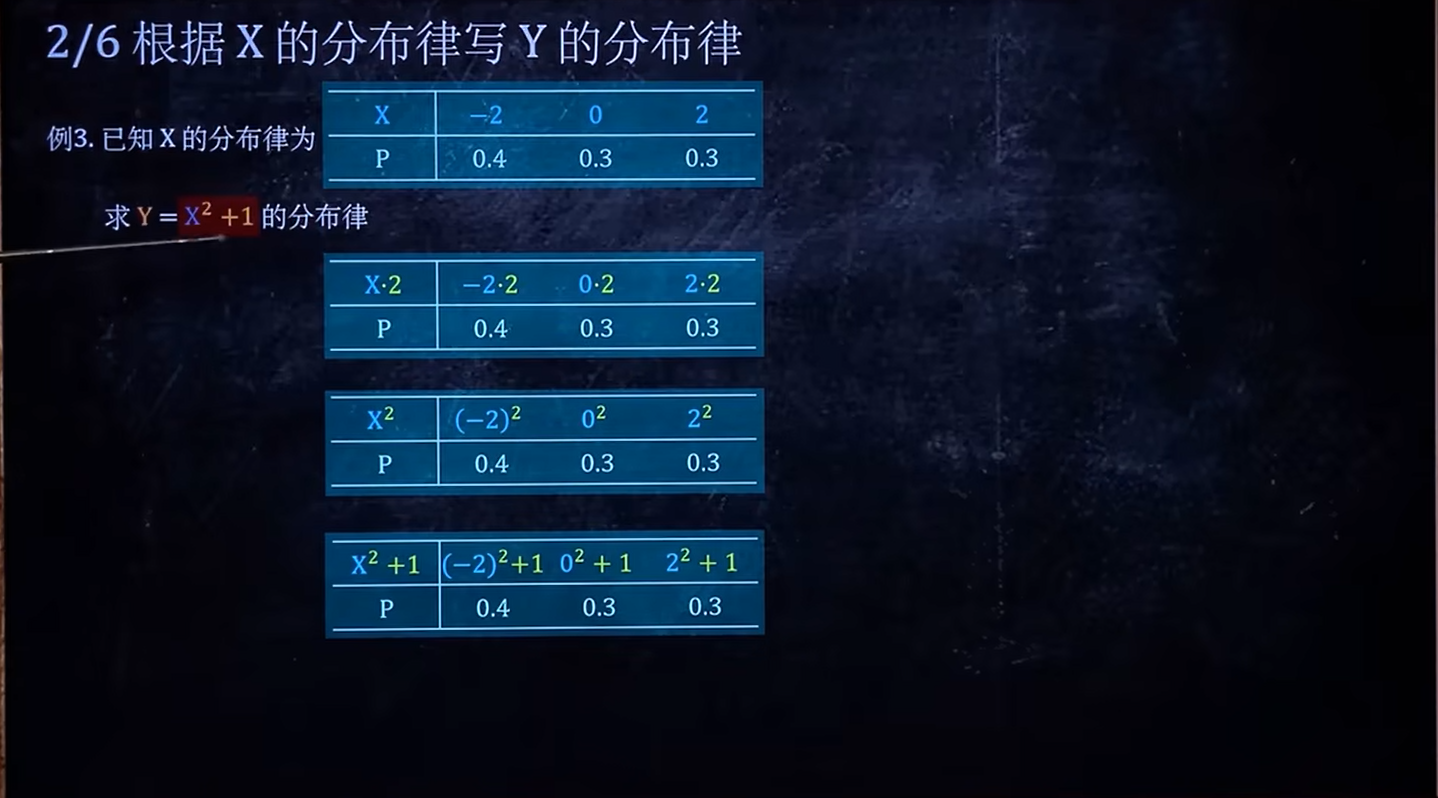 2/6 根据 X 的分布律写 Y 的分布律
例3. 已知 X 的分布律为
X −2 0 2
P 0.4 0.3 0.3
求 Y = X² +1 的分布律
X·2 −2·2 0·2 2·2
P 0.4 0.3 0.3
X² (−2)² 0² 2²
P 0.4 0.3 0.3
X² +1 (−2)²+1 0² + 1 2² + 1
P 0.4 0.3 0.3